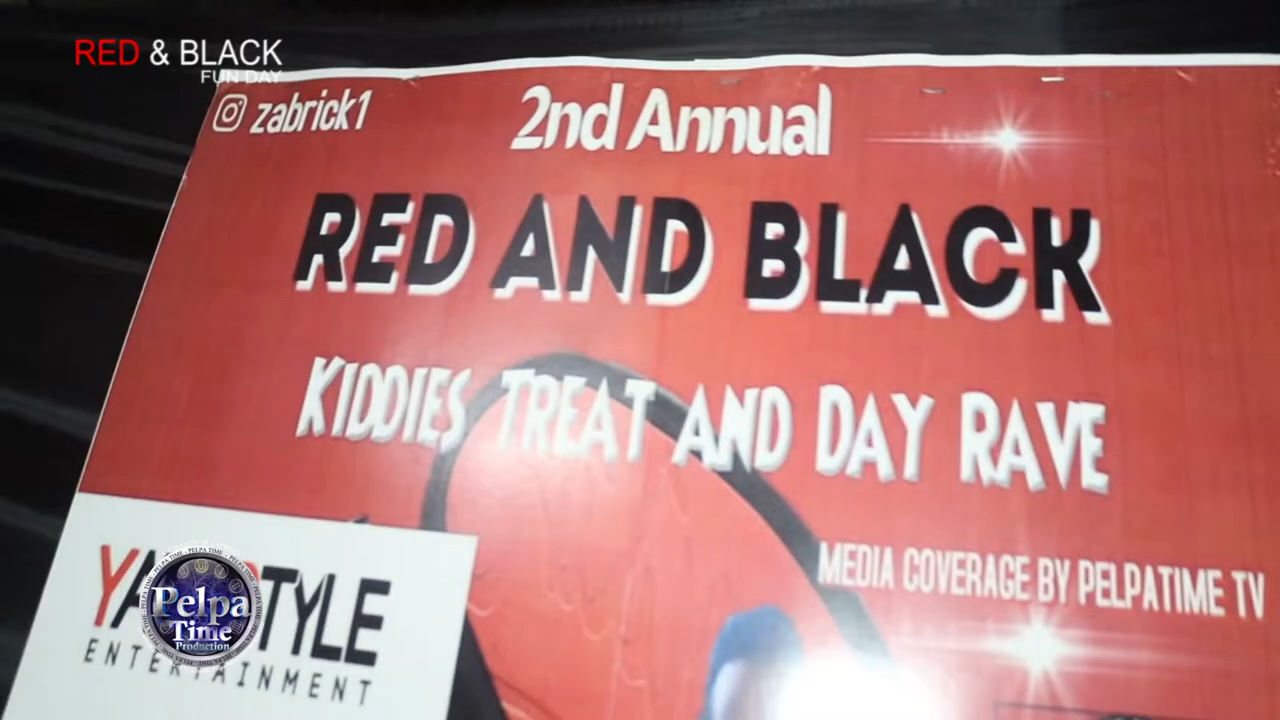 RED & BLACK
FUN DAY
zabrick1
2nd Annual
RED AND BLACK
KIDDIES TREAT AND DAY RAVE
MEDIA COVERAGE BY PELPATIME TV
ENTERTAINMENT
Pelpa
Time
Production